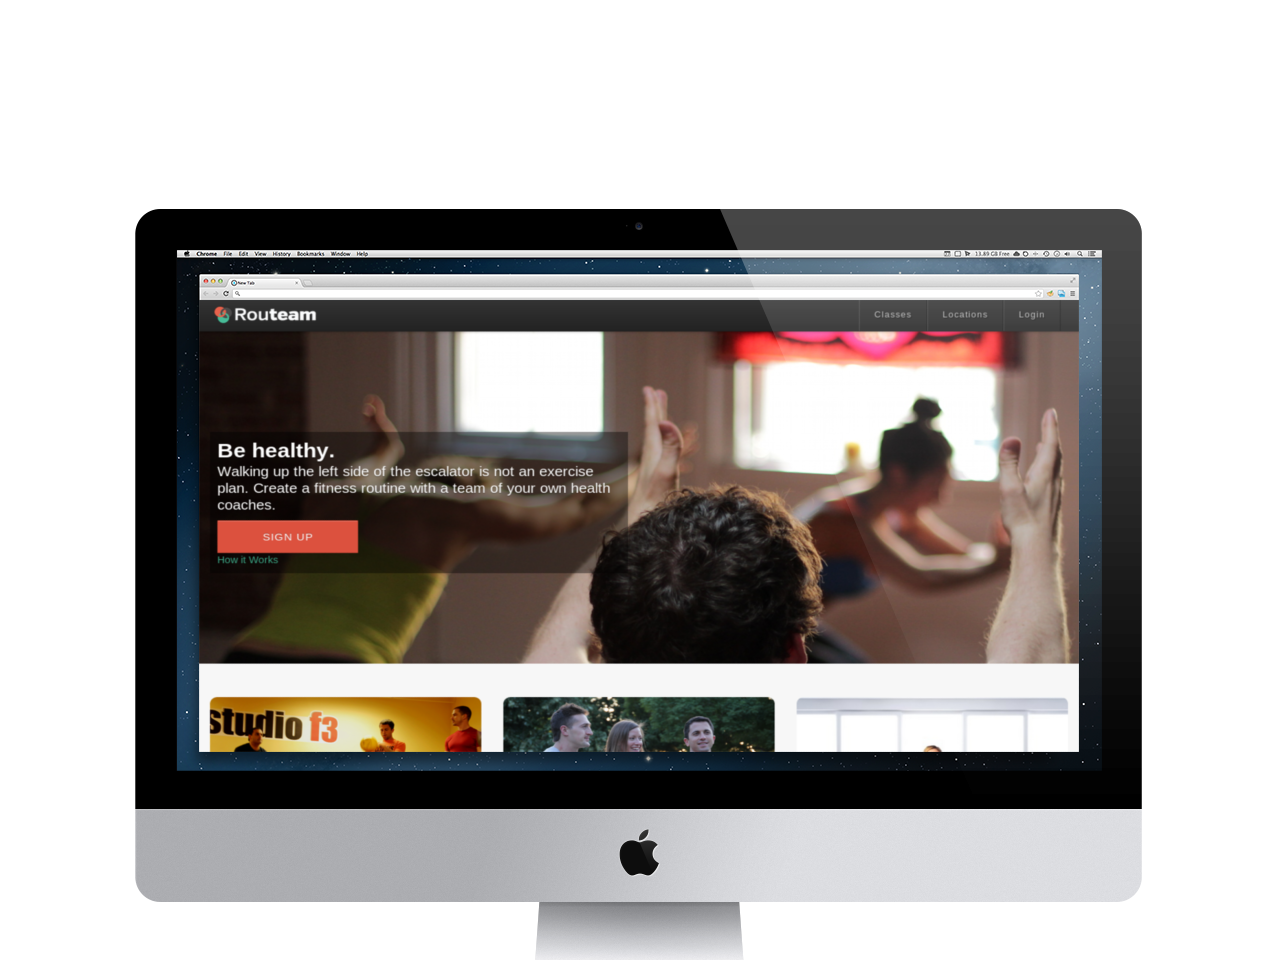 Chrome File Edit View History Bookmarks Window Help 13.89 GB Free
New Tab
Routeam Classes Locations Login
Be healthy.
Walking up the left side of the escalator is not an exercise
plan. Create a fitness routine with a team of your own health
coaches.
SIGN UP
How it Works
studio f3